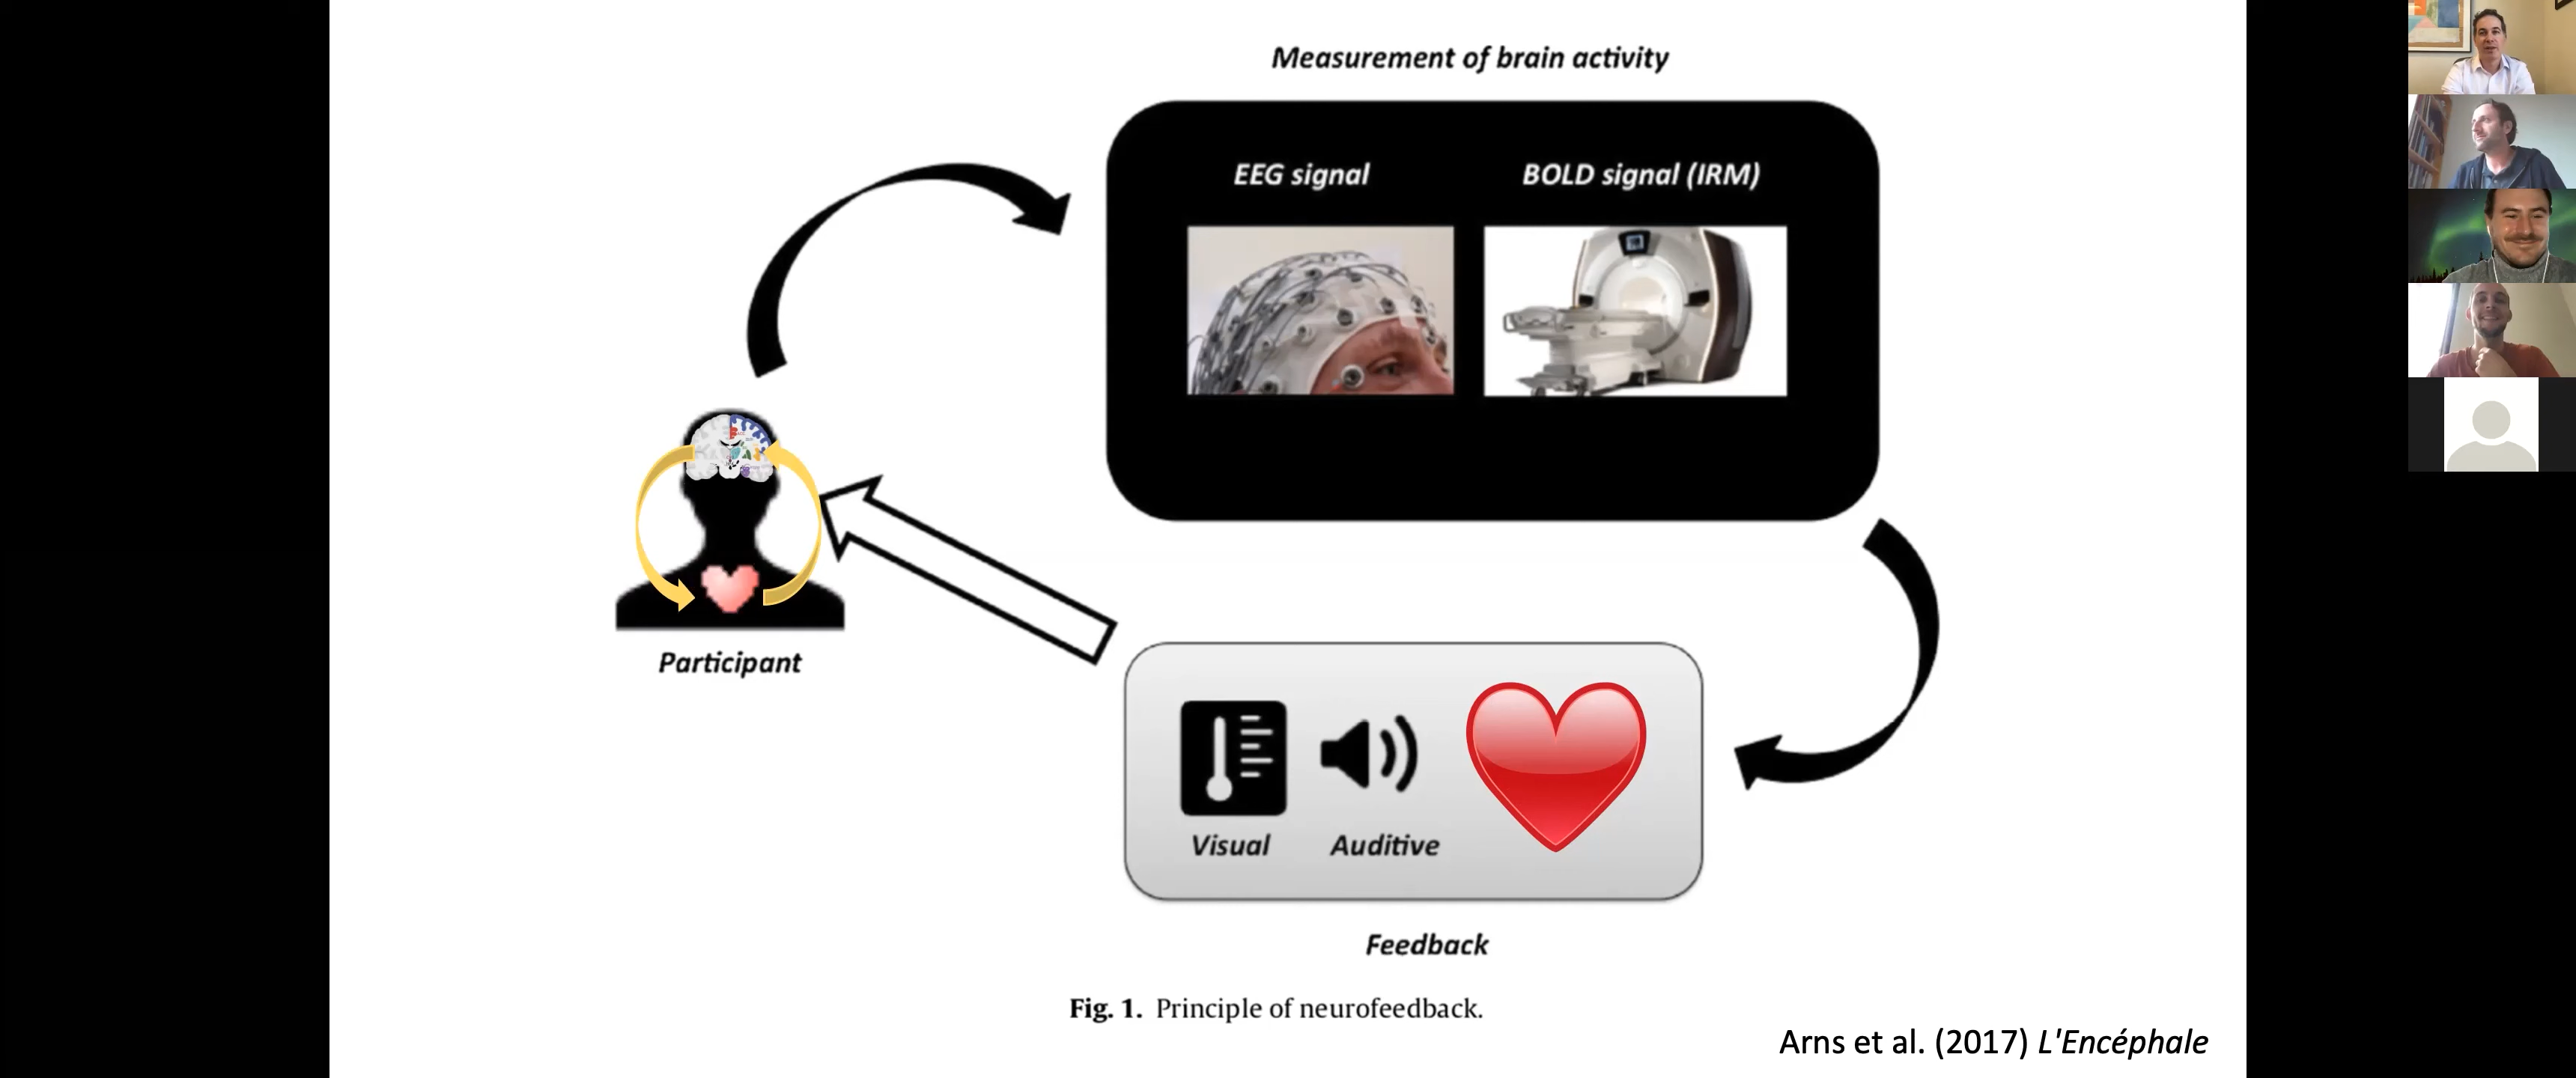 Measurement of brain activity
EEG signal
BOLD signal (IRM)
Participant
Visual
Auditive
Feedback
Fig. 1. Principle of neurofeedback.
Arns et al. (2017) L'Encéphale